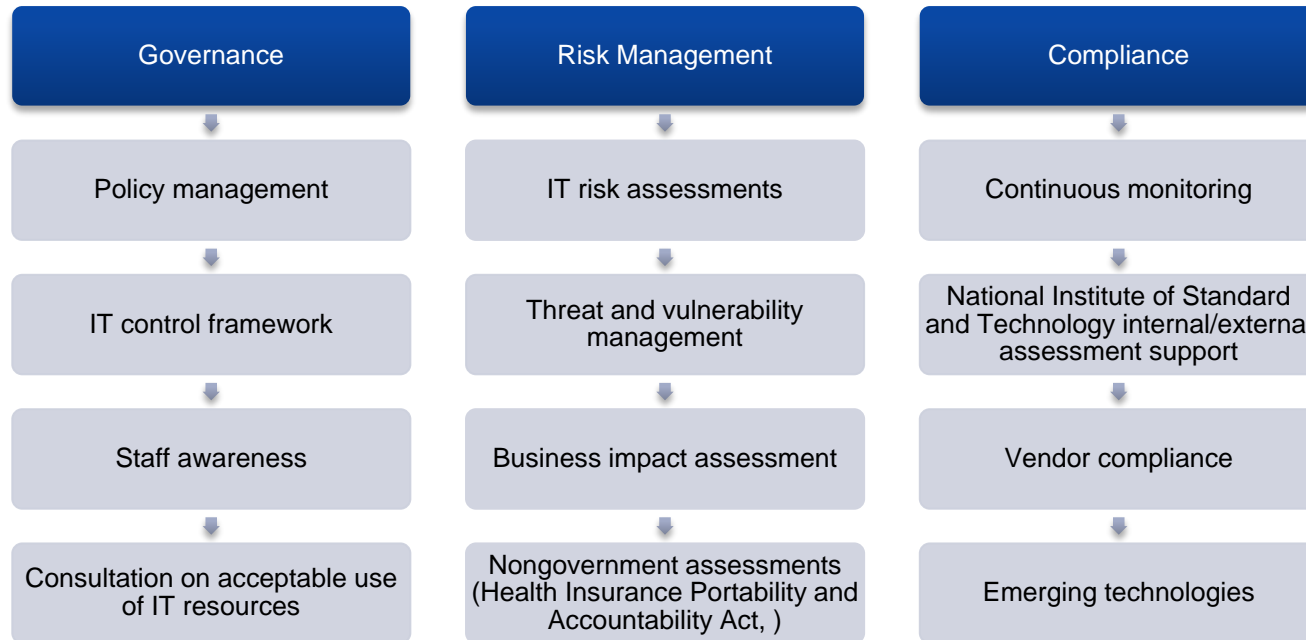 Governance
Policy management
IT control framework
Staff awareness
Consultation on acceptable use
of IT resources
Risk Management
IT risk assessments
Threat and vulnerability
management
Business impact assessment
Nongovernment assessments
(Health Insurance Portability and
Accountability Act, )
Compliance
Continuous monitoring
National Institute of Standard
and Technology internal/externa
assessment support
Vendor compliance
Emerging technologies